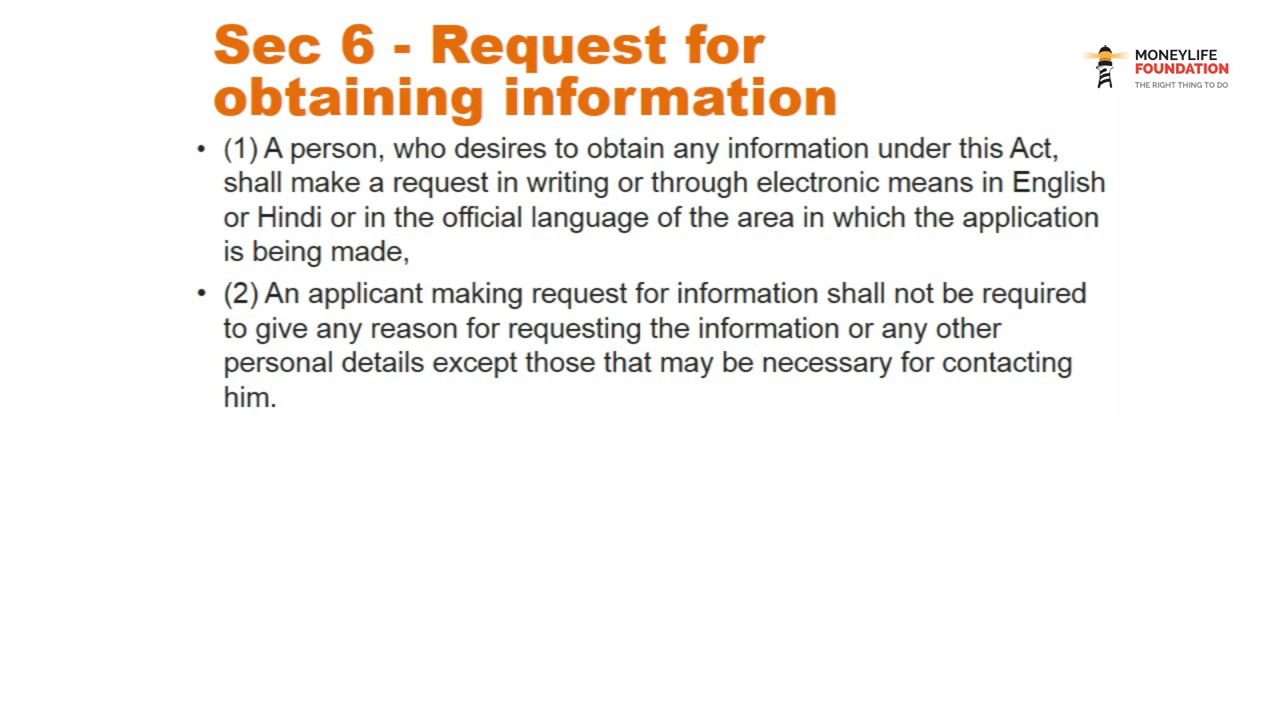 Sec 6 - Request for
obtaining information
MONEYLIFE
FOUNDATION
THE RIGHT THING TO DO
• (1) A person, who desires to obtain any information under this Act,
shall make a request in writing or through electronic means in English
or Hindi or in the official language of the area in which the application
is being made,
• (2) An applicant making request for information shall not be required
to give any reason for requesting the information or any other
personal details except those that may be necessary for contacting
him.